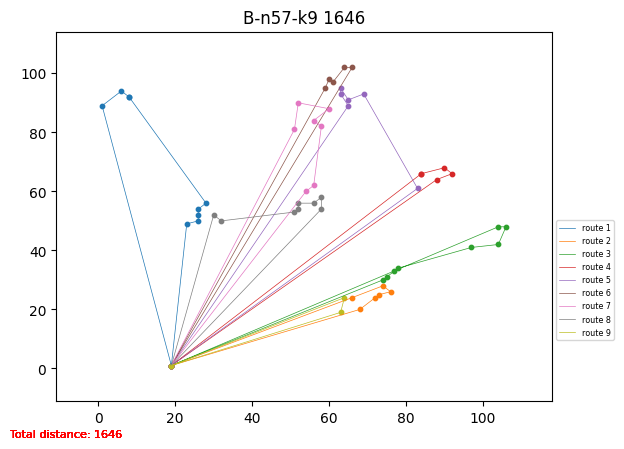 B-n57-k9 1646
100
80
60
40
20
0
0 20 40 60 80 100
route 1
route 2
route 3
route 4
route 5
route 6
route 7
route 8
route 9
Total distance: 1646